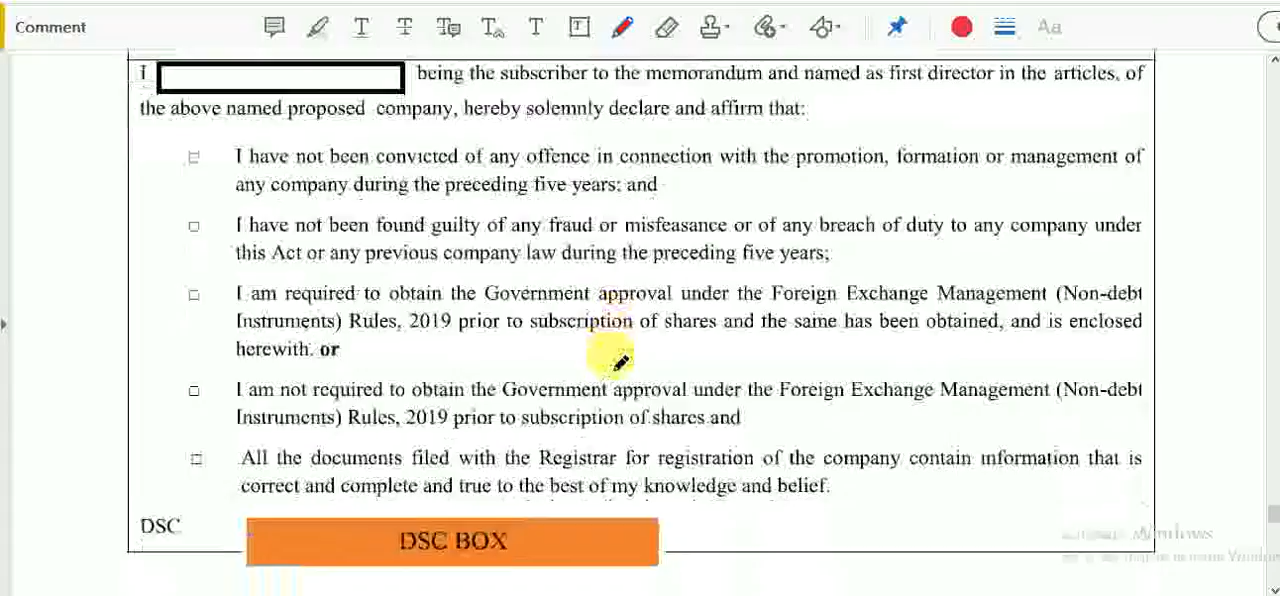 Comment
Aa
I being the subscriber to the memorandum and named as first director in the articles, of
the above named proposed company, hereby solemnly declare and affirm that:
I have not been convicted of any offence in connection with the promotion, formation or management of
any company during the preceding five years; and
I have not been found guilty of any fraud or misfeasance or of any breach of duty to any company under
this Act or any previous company law during the preceding five years;
I am required to obtain the Government approval under the Foreign Exchange Management (Non-debt
Instruments) Rules, 2019 prior to subscription of shares and the same has been obtained, and is enclosed
herewith. or
I am not required to obtain the Government approval under the Foreign Exchange Management (Non-debt
Instruments) Rules, 2019 prior to subscription of shares and
All the documents filed with the Registrar for registration of the company contain information that is
correct and complete and true to the best of my knowledge and belief.
DSC
DSC BOX
Windows